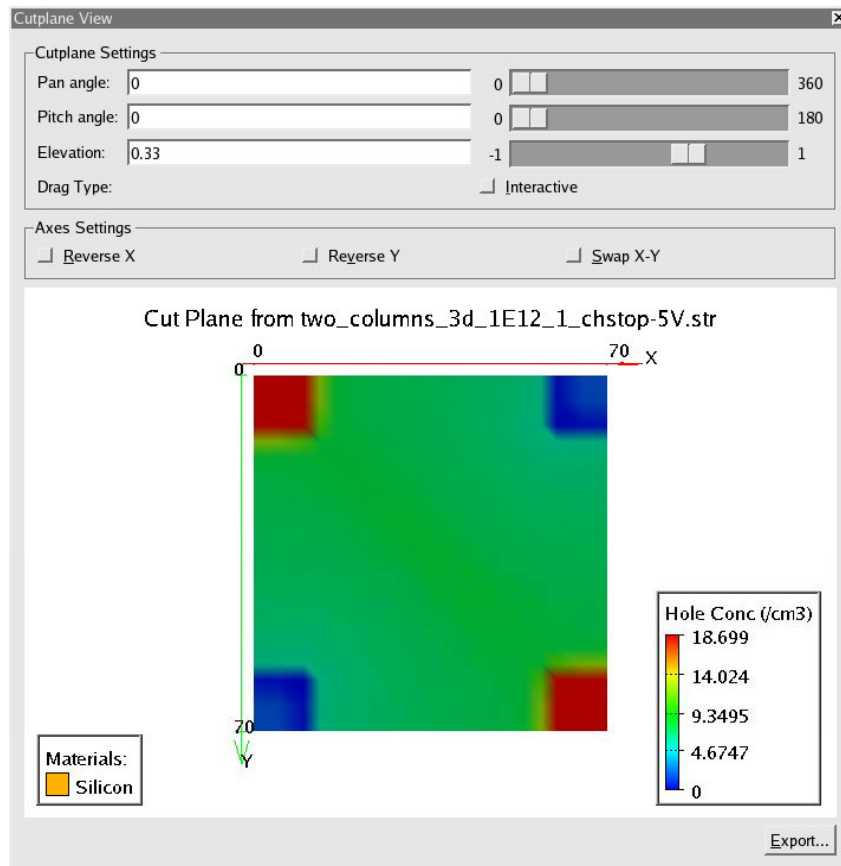 Cutplane View
Cutplane Settings
Pan angle: 0 0 360
Pitch angle: 0 0 180
Elevation: 0.33 -1 1
Drag Type: Interactive
Axes Settings
Reverse X Reverse Y Swap X-Y
Cut Plane from two_columns_3d_1E12_1_chstop-5V.str
0 70 X
0
70
Y
Hole Conc (/cm3)
18.699
14.024
9.3495
4.6747
0
Materials:
Silicon
Export...